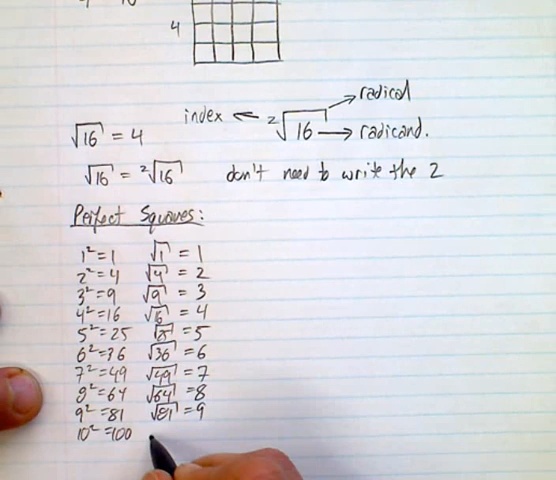 4
index ← ²√16 → radical
√16 = 4
→ radicand.
√16 = ²√16 don't need to write the 2
Perfect Squares:
1² = 1 √1 = 1
2² = 4 √4 = 2
3² = 9 √9 = 3
4² = 16 √16 = 4
5² = 25 √25 = 5
6² = 36 √36 = 6
7² = 49 √49 = 7
8² = 64 √64 = 8
9² = 81 √81 = 9
10² = 100